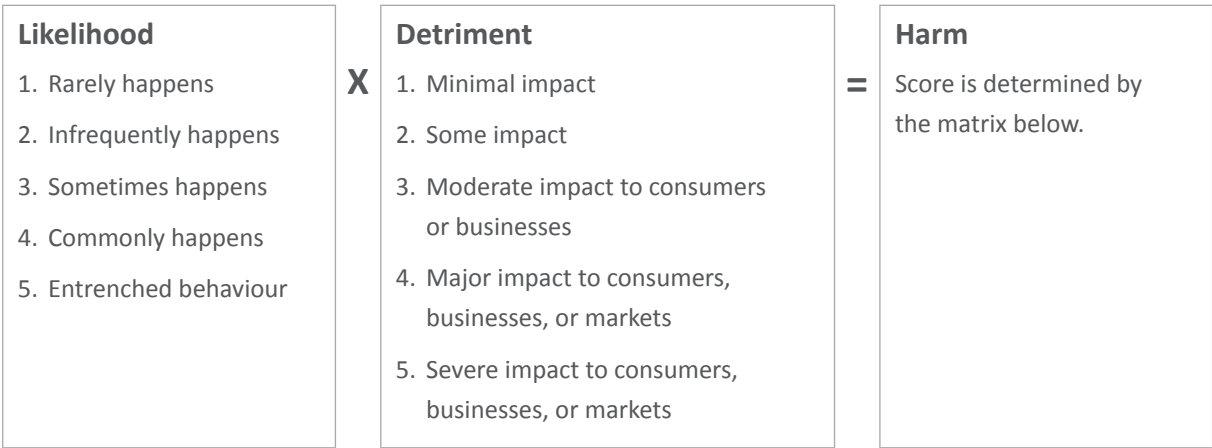 Likelihood
1. Rarely happens
2. Infrequently happens
3. Sometimes happens
4. Commonly happens
5. Entrenched behaviour
X
Detriment
1. Minimal impact
2. Some impact
3. Moderate impact to consumers
or businesses
4. Major impact to consumers,
businesses, or markets
5. Severe impact to consumers,
businesses, or markets
=
Harm
Score is determined by
the matrix below.